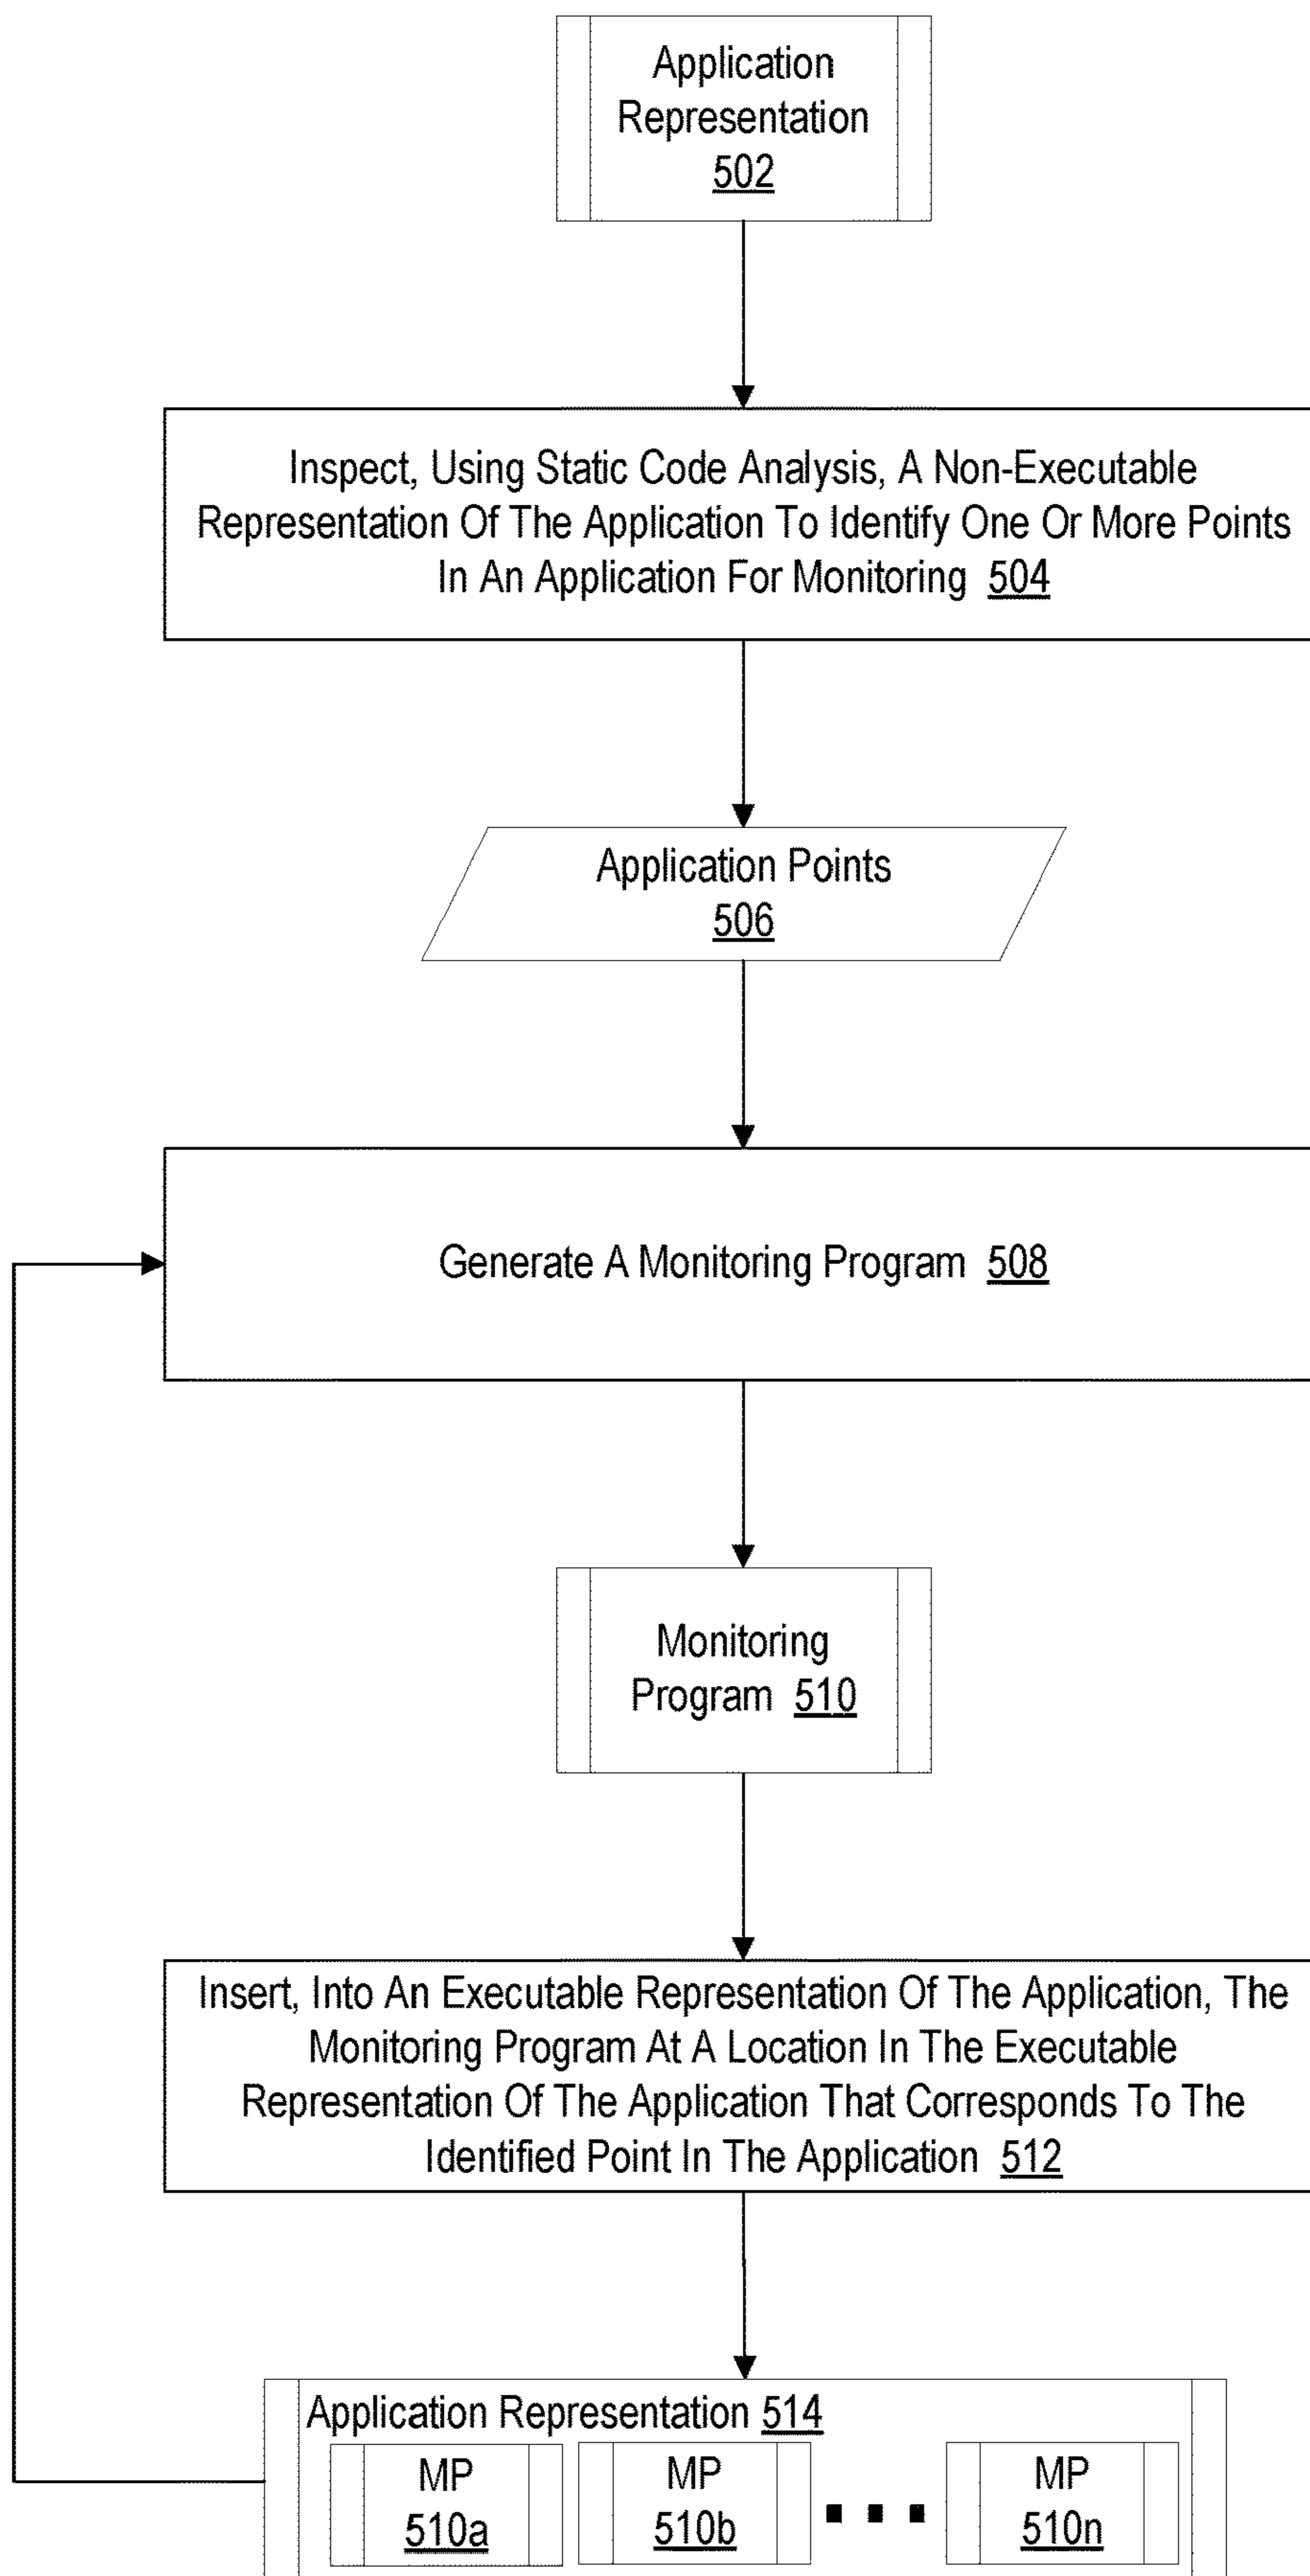 Application
Representation
502
Inspect, Using Static Code Analysis, A Non-Executable
Representation Of The Application To Identify One Or More Points
In An Application For Monitoring 504
Application Points
506
Generate A Monitoring Program 508
Monitoring
Program 510
Insert, Into An Executable Representation Of The Application, The
Monitoring Program At A Location In The Executable
Representation Of The Application That Corresponds To The
Identified Point In The Application 512
Application Representation 514
MP
510a
MP
510b
MP
510n